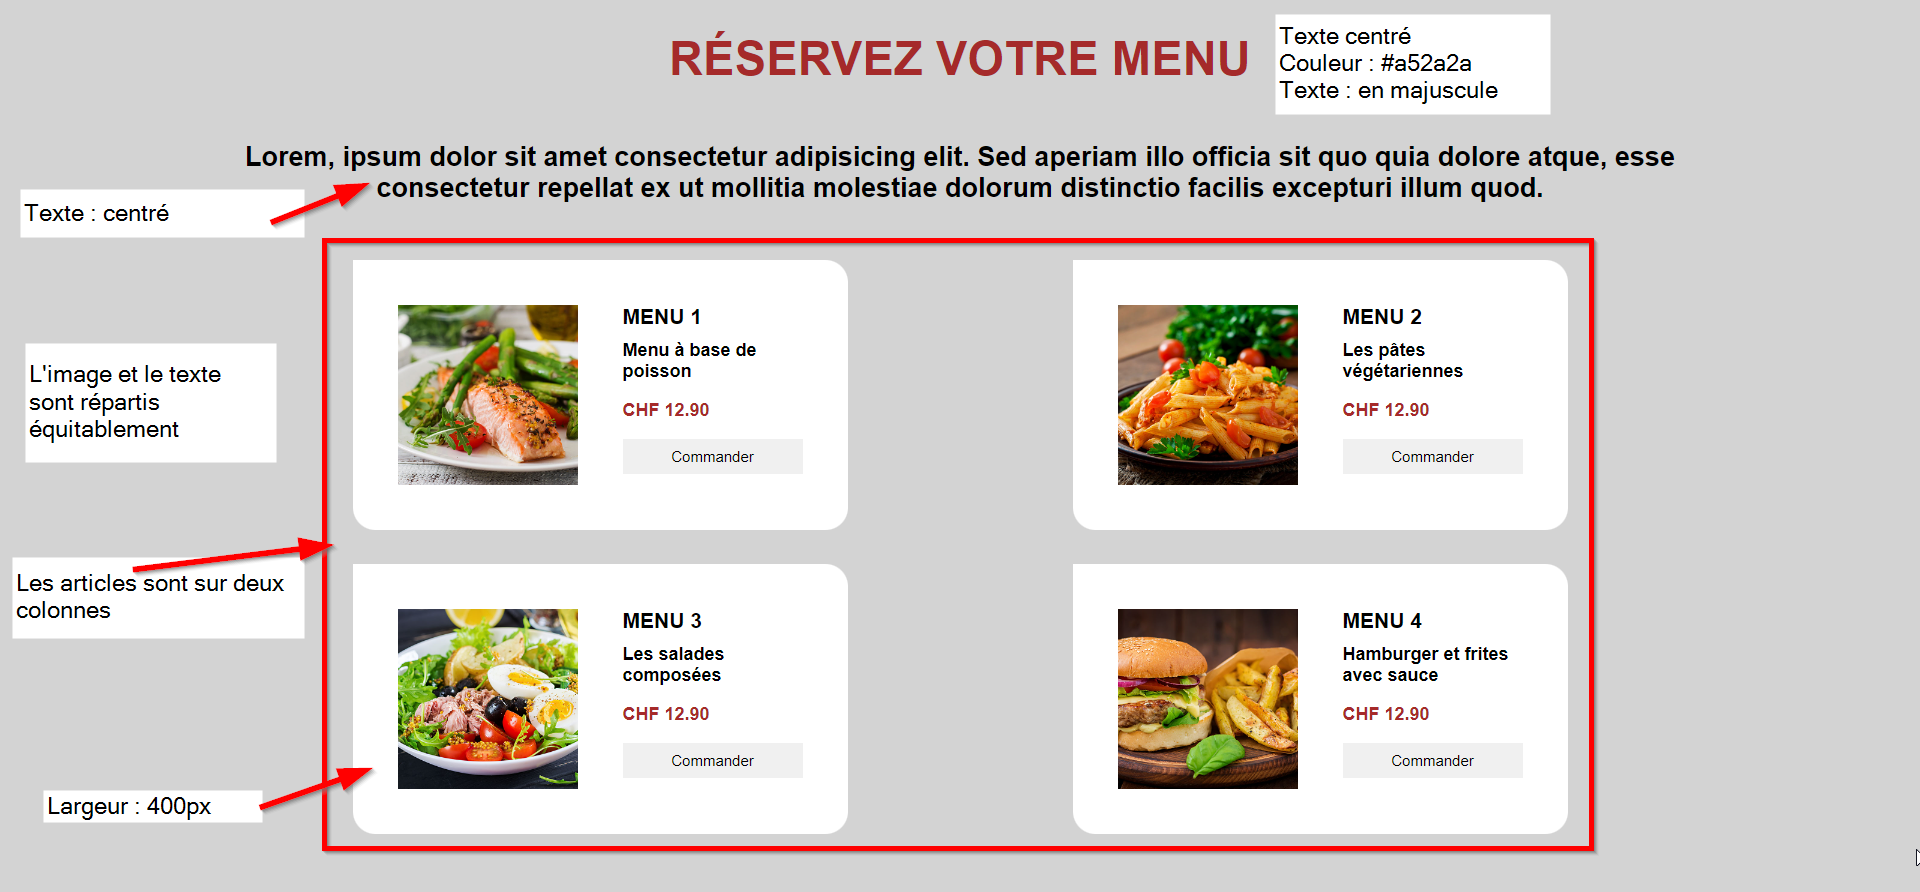 RÉSERVEZ VOTRE MENU
Texte centré
Couleur : #a52a2a
Texte : en majuscule
Lorem, ipsum dolor sit amet consectetur adipisicing elit. Sed aperiam illo officia sit quo quia dolore atque, esse
consectetur repellat ex ut mollitia molestiae dolorum distinctio facilis excepturi illum quod.
Texte : centré
L'image et le texte
sont répartis
équitablement
Les articles sont sur deux
colonnes
Largeur : 400px
MENU 1
Menu à base de
poisson
CHF 12.90
Commander
MENU 2
Les pâtes
végétariennes
CHF 12.90
Commander
MENU 3
Les salades
composées
CHF 12.90
Commander
MENU 4
Hamburger et frites
avec sauce
CHF 12.90
Commander